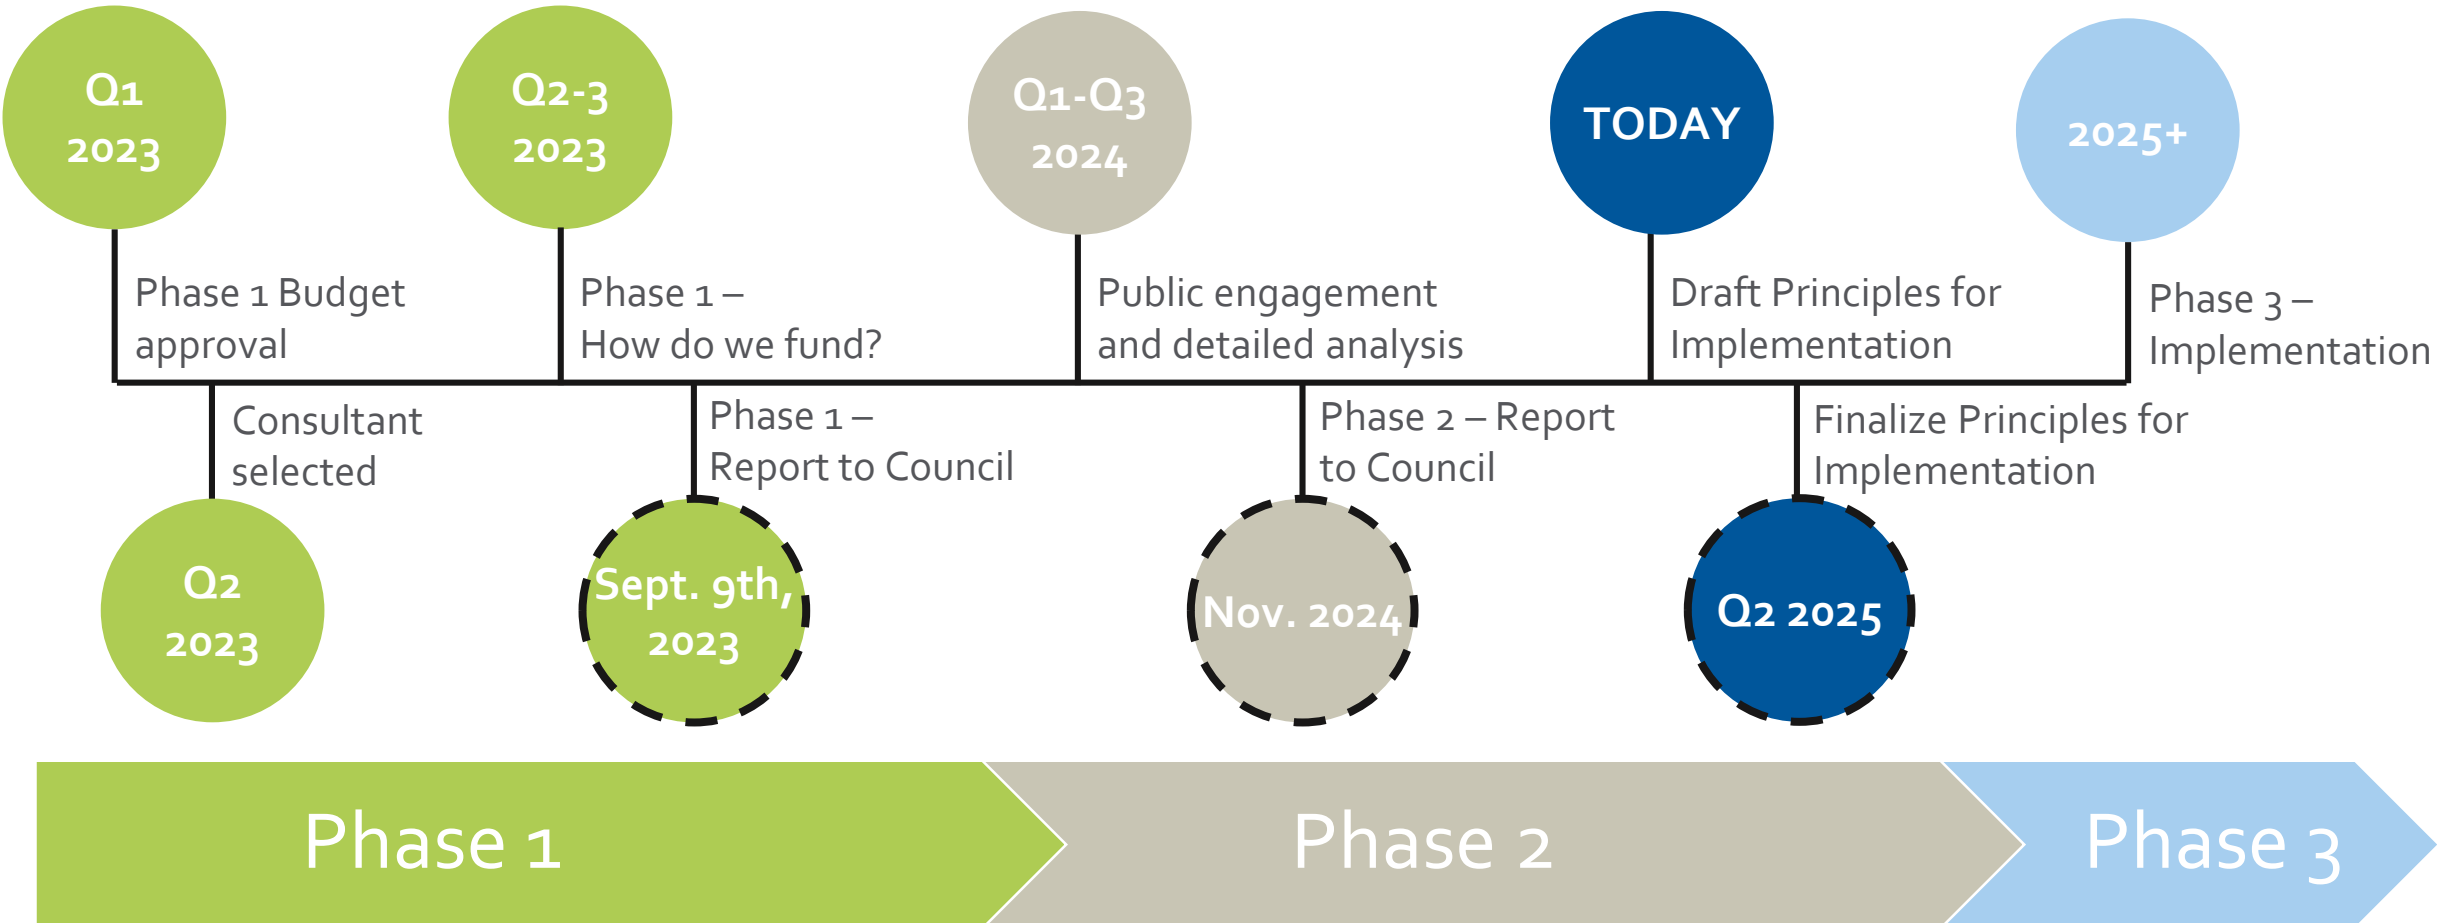 Q1
2023
Q2-3
2023
Q1-Q3
2024
TODAY
2025+
Phase 1 Budget
approval
Phase 1 –
How do we fund?
Public engagement
and detailed analysis
Draft Principles for
Implementation
Phase 3 –
Implementation
Consultant
selected
Phase 1 –
Report to Council
Phase 2 – Report
to Council
Finalize Principles for
Implementation
Q2
2023
Sept. 9th,
2023
Nov. 2024
Q2 2025
Phase 1
Phase 2
Phase 3